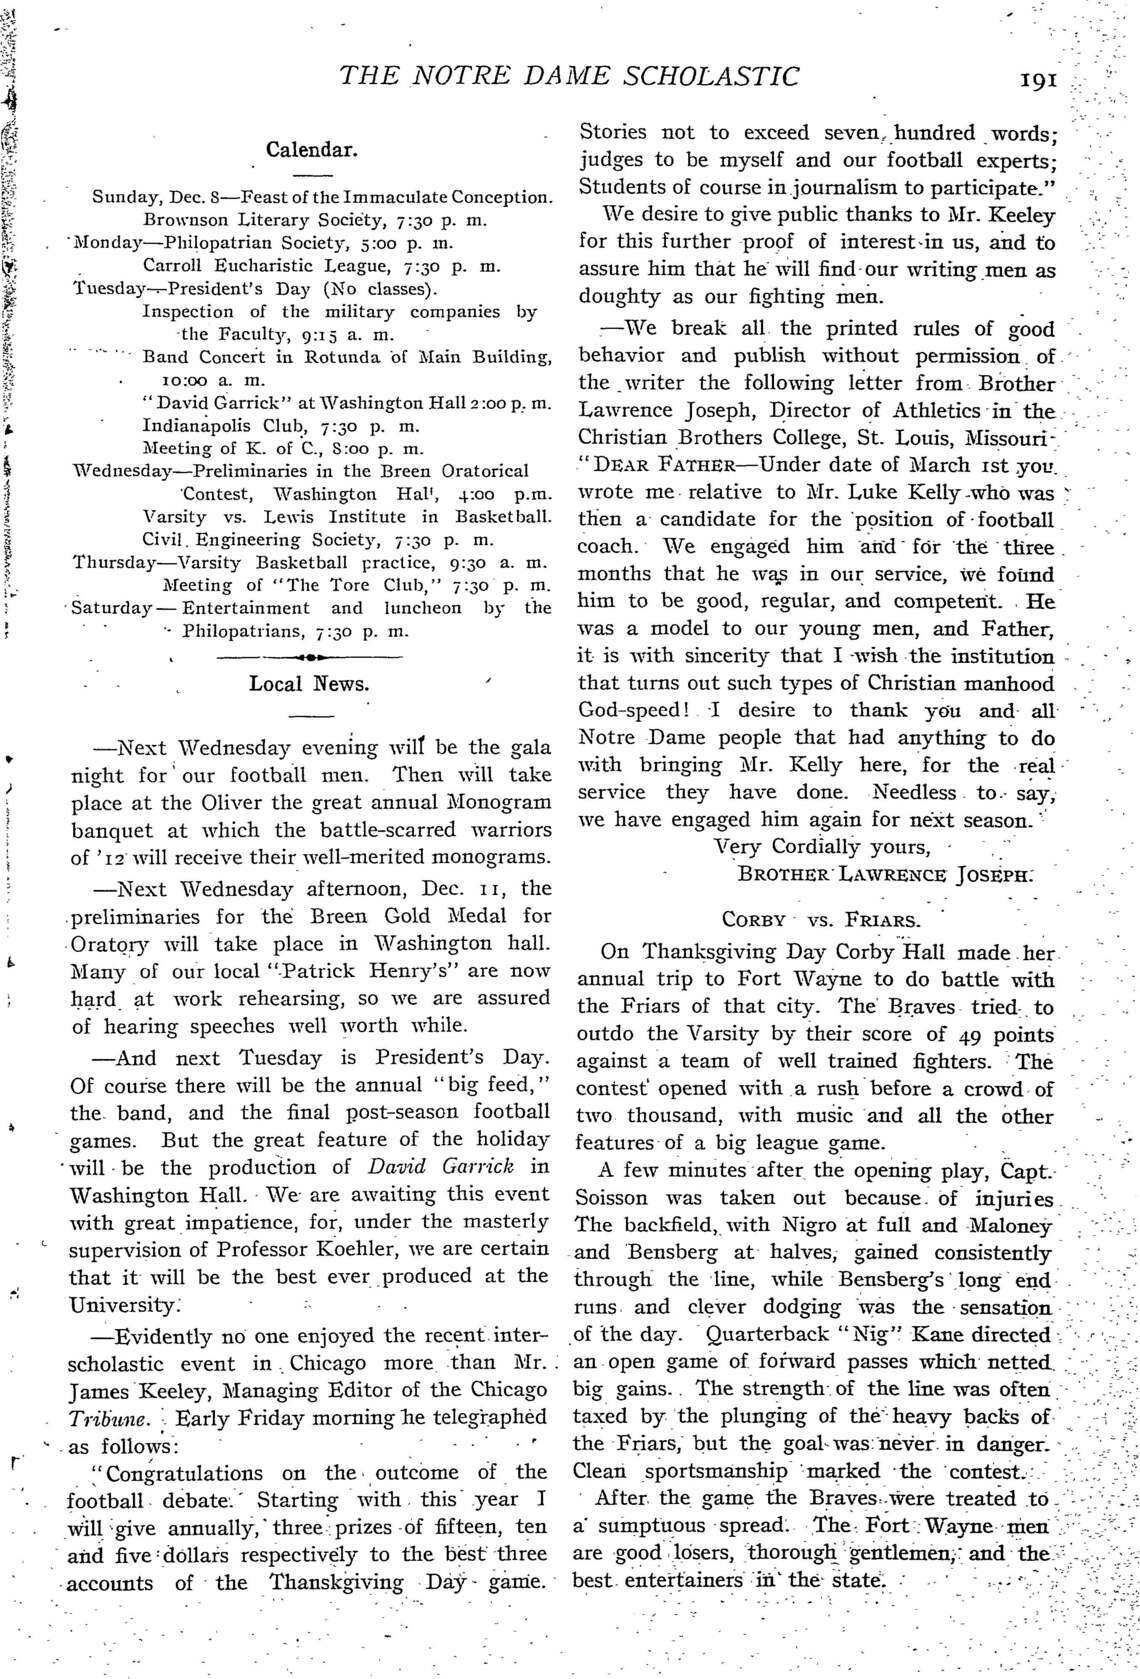 THE NOTRE DAME SCHOLASTIC 191
Calendar.
Sunday, Dec. 8—Feast of the Immaculate Conception.
Brownson Literary Society, 7:30 p. m.
Monday—Philopatrian Society, 5:00 p. m.
Carroll Eucharistic League, 7:30 p. m.
Tuesday—President's Day (No classes).
Inspection of the military companies by
the Faculty, 9:15 a. m.
Band Concert in Rotunda of Main Building,
10:00 a. m.
"David Garrick" at Washington Hall 2:00 p. m.
Indianapolis Club, 7:30 p. m.
Meeting of K. of C., 8:00 p. m.
Wednesday—Preliminaries in the Breen Oratorical
Contest, Washington Hall, 4:00 p.m.
Varsity vs. Lewis Institute in Basketball.
Civil Engineering Society, 7:30 p. m.
Thursday—Varsity Basketball practice, 9:30 a. m.
Meeting of "The Tore Club," 7:30 p. m.
Saturday—Entertainment and luncheon by the
Philopatrians, 7:30 p. m.
Local News.
—Next Wednesday evening will be the gala
night for our football men. Then will take
place at the Oliver the great annual Monogram
banquet at which the battle-scarred warriors
of '12 will receive their well-merited monograms.
—Next Wednesday afternoon, Dec. 11, the
preliminaries for the Breen Gold Medal for
Oratory will take place in Washington hall.
Many of our local "Patrick Henry's" are now
hard at work rehearsing, so we are assured
of hearing speeches well worth while.
—And next Tuesday is President's Day.
Of course there will be the annual "big feed,"
the band, and the final post-season football
games. But the great feature of the holiday
will be the production of David Garrick in
Washington Hall. We are awaiting this event
with great impatience, for, under the masterly
supervision of Professor Koehler, we are certain
that it will be the best ever produced at the
University.
—Evidently no one enjoyed the recent inter-
scholastic event in Chicago more than Mr.
James Keeley, Managing Editor of the Chicago
Tribune. Early Friday morning he telegraphed
as follows:
"Congratulations on the outcome of the
football debate. Starting with this year I
will give annually, three prizes of fifteen, ten
and five dollars respectively to the best three
accounts of the Thanskgiving Day game.
Stories not to exceed seven hundred words;
judges to be myself and our football experts;
Students of course in journalism to participate."
We desire to give public thanks to Mr. Keeley
for this further proof of interest in us, and to
assure him that he will find our writing men as
doughty as our fighting men.
—We break all the printed rules of good
behavior and publish without permission of
the writer the following letter from Brother
Lawrence Joseph, Director of Athletics in the
Christian Brothers College, St. Louis, Missouri
"DEAR FATHER—Under date of March 1st you
wrote me relative to Mr. Luke Kelly who was
then a candidate for the position of football
coach. We engaged him and for the three
months that he was in our service, we found
him to be good, regular, and competent. He
was a model to our young men, and Father,
it is with sincerity that I wish the institution
that turns out such types of Christian manhood
God-speed! I desire to thank you and all
Notre Dame people that had anything to do
with bringing Mr. Kelly here, for the real
service they have done. Needless to say,
we have engaged him again for next season."
Very Cordially yours,
BROTHER LAWRENCE JOSEPH.
CORBY VS. FRIARS.
On Thanksgiving Day Corby Hall made her
annual trip to Fort Wayne to do battle with
the Friars of that city. The Braves tried to
outdo the Varsity by their score of 49 points
against a team of well trained fighters. The
contest opened with a rush before a crowd of
two thousand, with music and all the other
features of a big league game.
A few minutes after the opening play, Capt.
Soisson was taken out because of injuries
The backfield, with Nigro at full and Maloney
and Bensberg at halves, gained consistently
through the line, while Bensberg's long end
runs and clever dodging was the sensation
of the day. Quarterback "Nig" Kane directed
an open game of forward passes which netted
big gains. The strength of the line was often
taxed by the plunging of the heavy backs of
the Friars, but the goal was never in danger.
Clean sportsmanship marked the contest.
After the game the Braves were treated to
a sumptuous spread. The Fort Wayne men
are good losers, thorough gentlemen, and the
best entertainers in the state.